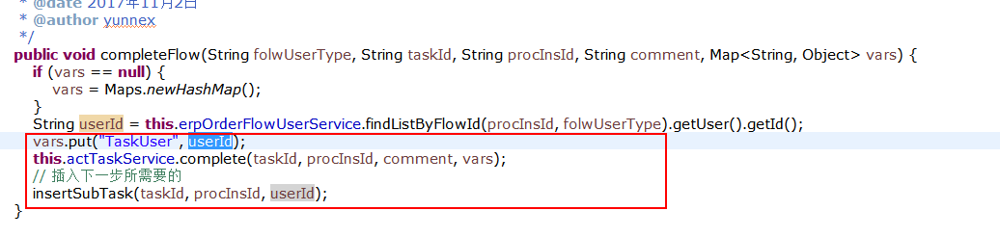 * @date 2017年11月2日
* @author yunnex
*/
public void completeFlow(String folwUserType, String taskId, String procInsId, String comment, Map<String, Object> vars) {
if (vars == null) {
vars = Maps.newHashMap();
}
String userId = this.erpOrderFlowUserService.findListByFlowId(procInsId, folwUserType).getUser().getId();
vars.put("TaskUser", userId);
this.actTaskService.complete(taskId, procInsId, comment, vars);
// 插入下一步所需要的
insertSubTask(taskId, procInsId, userId);
}